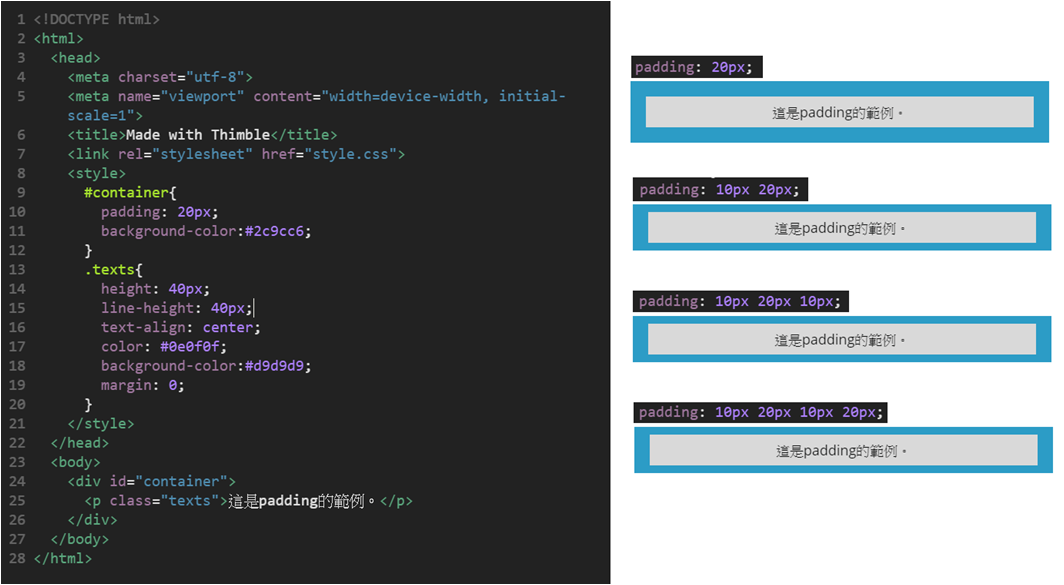 1 <!DOCTYPE html>
2 <html>
3 <head>
4 <meta charset="utf-8">
5 <meta name="viewport" content="width=device-width, initial-
scale=1">
6 <title>Made with Thimble</title>
7 <link rel="stylesheet" href="style.css">
8 <style>
9 #container{
10 padding: 20px;
11 background-color:#2c9cc6;
12 }
13 .texts{
14 height: 40px;
15 line-height: 40px;
16 text-align: center;
17 color: #0e0f0f;
18 background-color:#d9d9d9;
19 margin: 0;
20 }
21 </style>
22 </head>
23 <body>
24 <div id="container">
25 <p class="texts">這是padding的範例。</p>
26 </div>
27 </body>
28 </html>
padding: 20px;
這是padding的範例。
padding: 10px 20px;
這是padding的範例。
padding: 10px 20px 10px;
這是padding的範例。
padding: 10px 20px 10px 20px;
這是padding的範例。